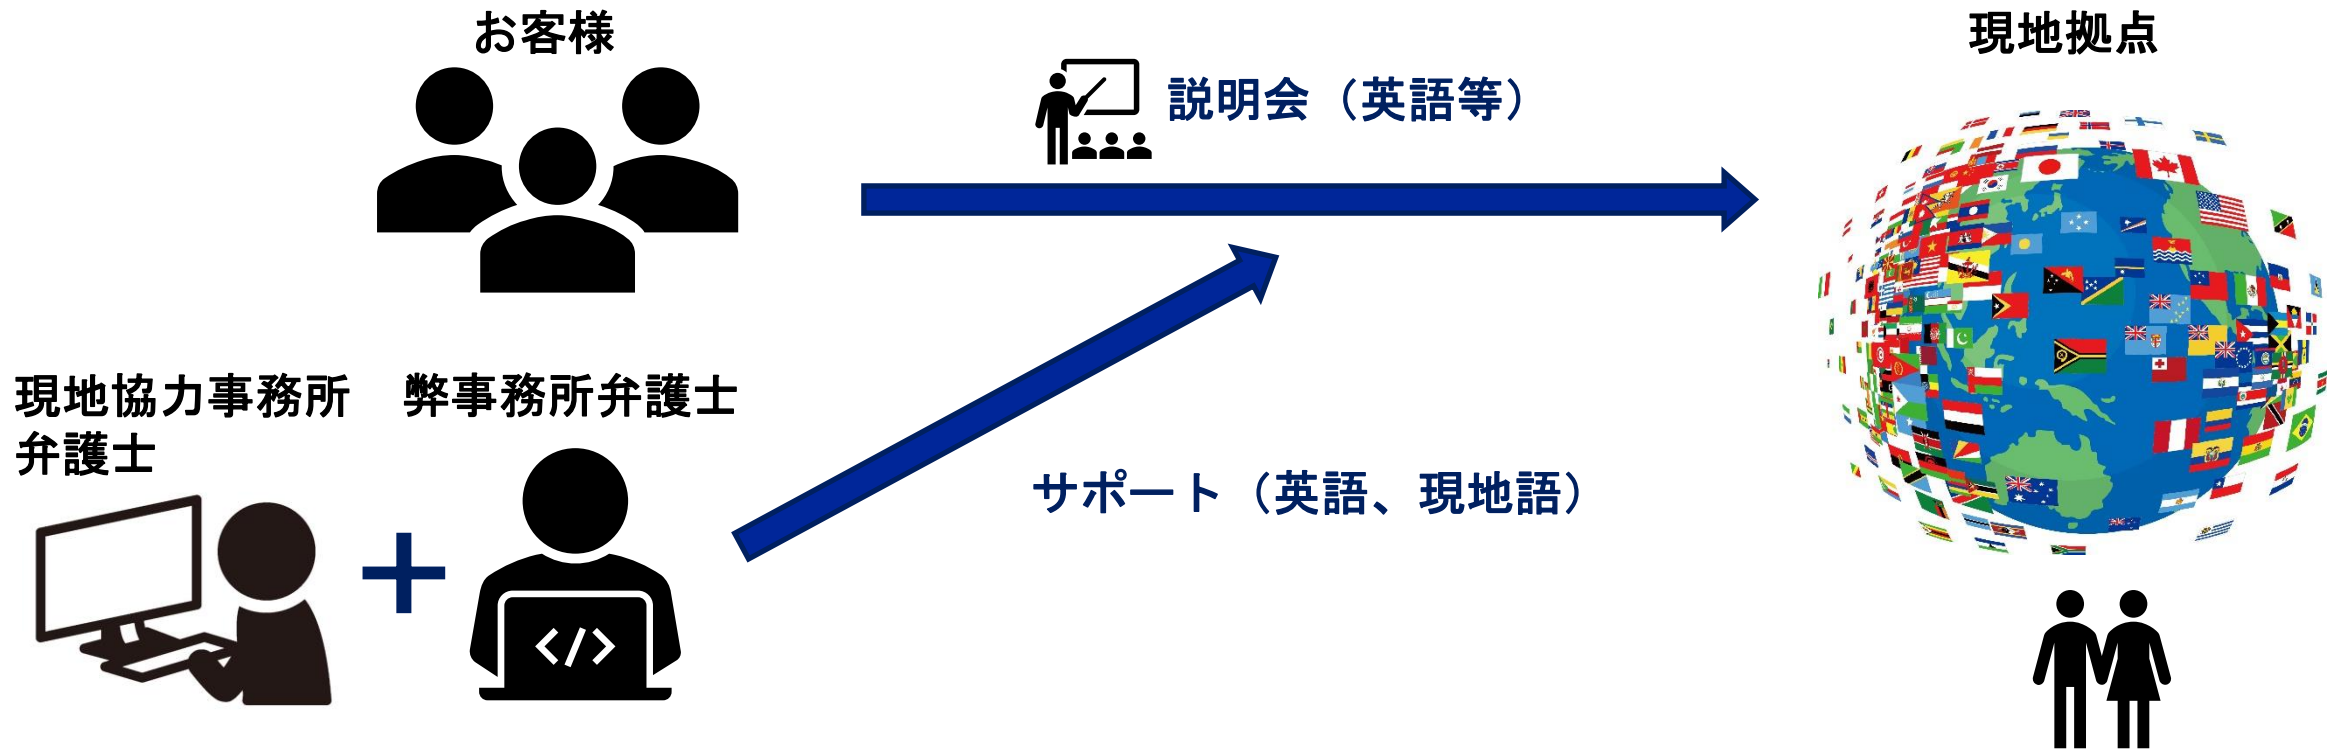 お客様
現地拠点
説明会（英語等）
現地協力事務所
弁護士
弊事務所弁護士
サポート（英語、現地語）
</>